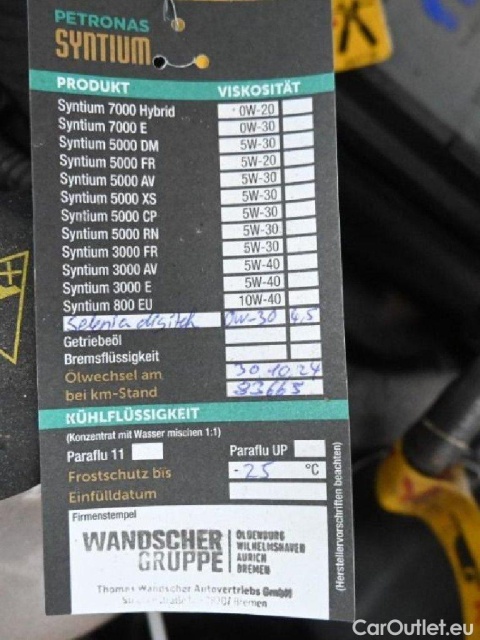 PETRONAS
SYNTIUM
PRODUKT VISKOSITÄT
Syntium 7000 Hybrid 0W-20
Syntium 7000 E 0W-30
Syntium 5000 DM 5W-30
Syntium 5000 FR 5W-20
Syntium 5000 AV 5W-30
Syntium 5000 XS 5W-30
Syntium 5000 CP 5W-30
Syntium 5000 RN 5W-30
Syntium 3000 FR 5W-30
Syntium 3000 AV 5W-40
Syntium 3000 E 5W-40
Syntium 800 EU 10W-40
Selenia digitek 0W-30 4,5
Getriebeöl
Bremsflüssigkeit
Ölwechsel am 30.10.24
bei km-Stand 83665
KÜHLFLÜSSIGKEIT
(Konzentrat mit Wasser mischen 1:1)
Paraflu 11 Paraflu UP
Frostschutz bis -25 °C
Einfülldatum
(Herstellervorschriften beachten)
Firmenstempel
WANDSCHER
GRUPPE
OLDENBURG
WILHELMSHAVEN
AURICH
BREMEN
Thomas Wandscher Autovertriebs GmbH
Bremen
CarOutlet.eu